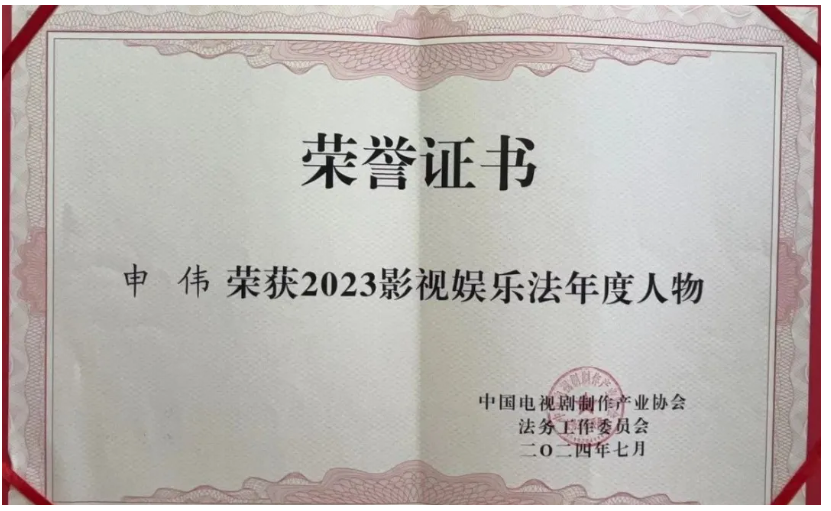 荣誉证书
申 伟 荣获2023影视娱乐法年度人物
中国电视剧制作产业协会
法务工作委员会
二〇二四年七月